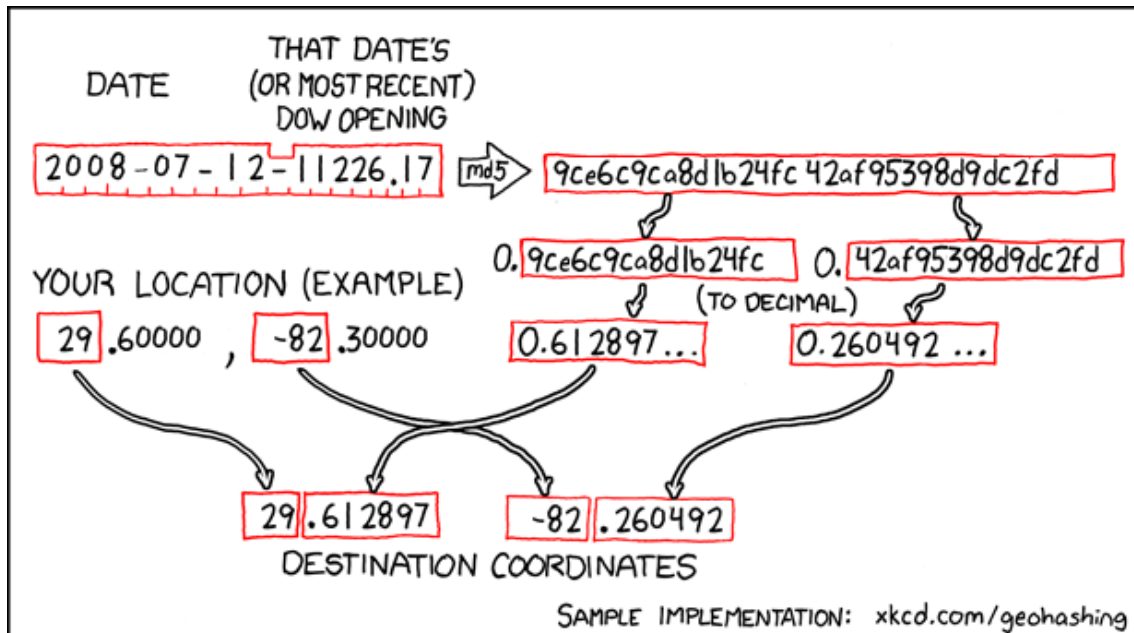 DATE
THAT DATE'S
(OR MOST RECENT)
DOW OPENING
2008-07-12-11226.17
md5
9ce6c9ca8d1b24fc 42af95398d9dc2fd
0. 9ce6c9ca8d1b24fc 0. 42af95398d9dc2fd
(TO DECIMAL)
YOUR LOCATION (EXAMPLE)
29 .60000 , -82 .30000
0.612897... 0.260492 ...
29 .612897 -82 .260492
DESTINATION COORDINATES
SAMPLE IMPLEMENTATION: xkcd.com/geohashing